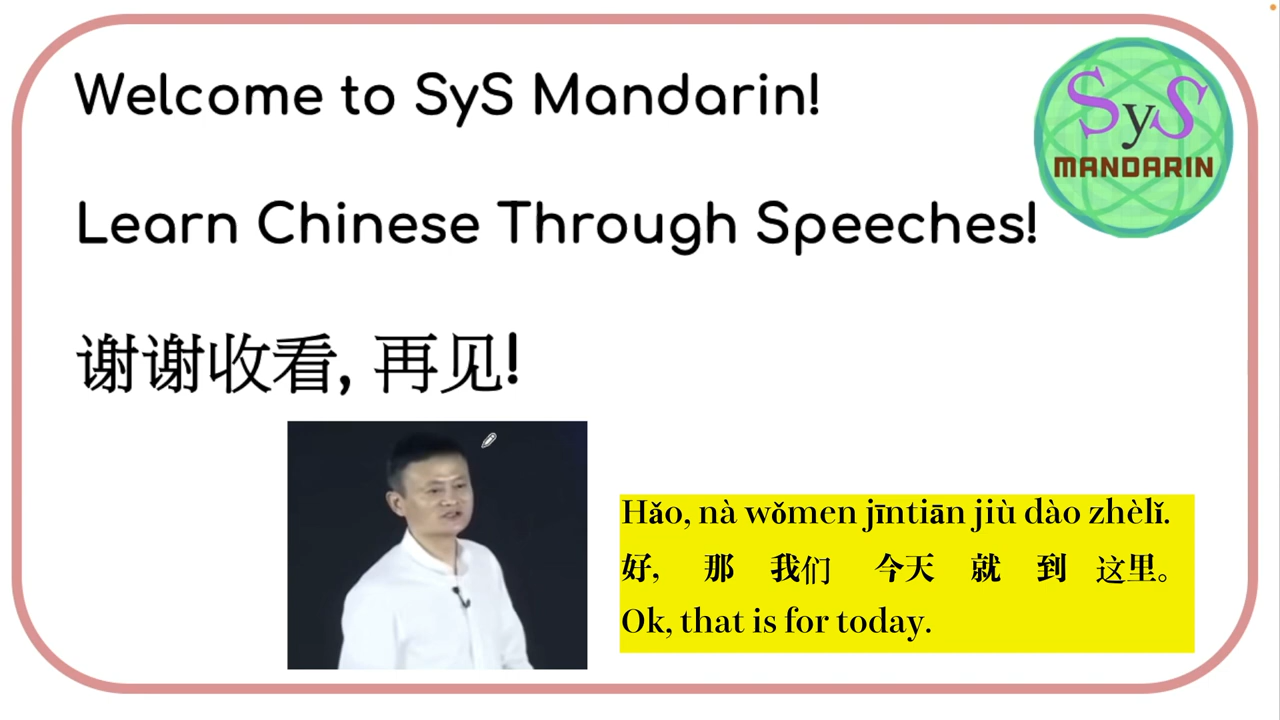 Welcome to SyS Mandarin!
SyS
MANDARIN
Learn Chinese Through Speeches!
谢谢收看, 再见!
Hǎo, nà wǒmen jīntiān jiù dào zhèlǐ.
好, 那 我们 今天 就 到 这里。
Ok, that is for today.